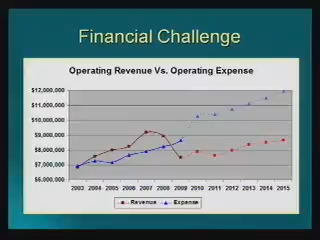 Financial Challenge
Operating Revenue Vs. Operating Expense
$12,000,000
$11,000,000
$10,000,000
$9,000,000
$8,000,000
$7,000,000
$6,000,000
2003 2004 2005 2006 2007 2008 2009 2010 2011 2012 2013 2014 2015
Revenue Expense